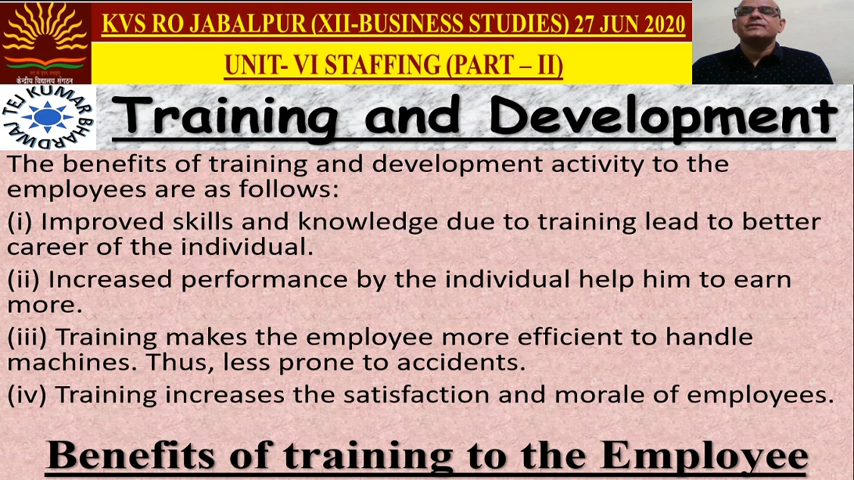 KVS RO JABALPUR (XII-BUSINESS STUDIES) 27 JUN 2020
UNIT- VI STAFFING (PART – II)
केन्द्रीय विद्यालय संगठन
TEJ KUMAR BHARDWAJ
Training and Development
The benefits of training and development activity to the
employees are as follows:
(i) Improved skills and knowledge due to training lead to better
career of the individual.
(ii) Increased performance by the individual help him to earn
more.
(iii) Training makes the employee more efficient to handle
machines. Thus, less prone to accidents.
(iv) Training increases the satisfaction and morale of employees.
Benefits of training to the Employee